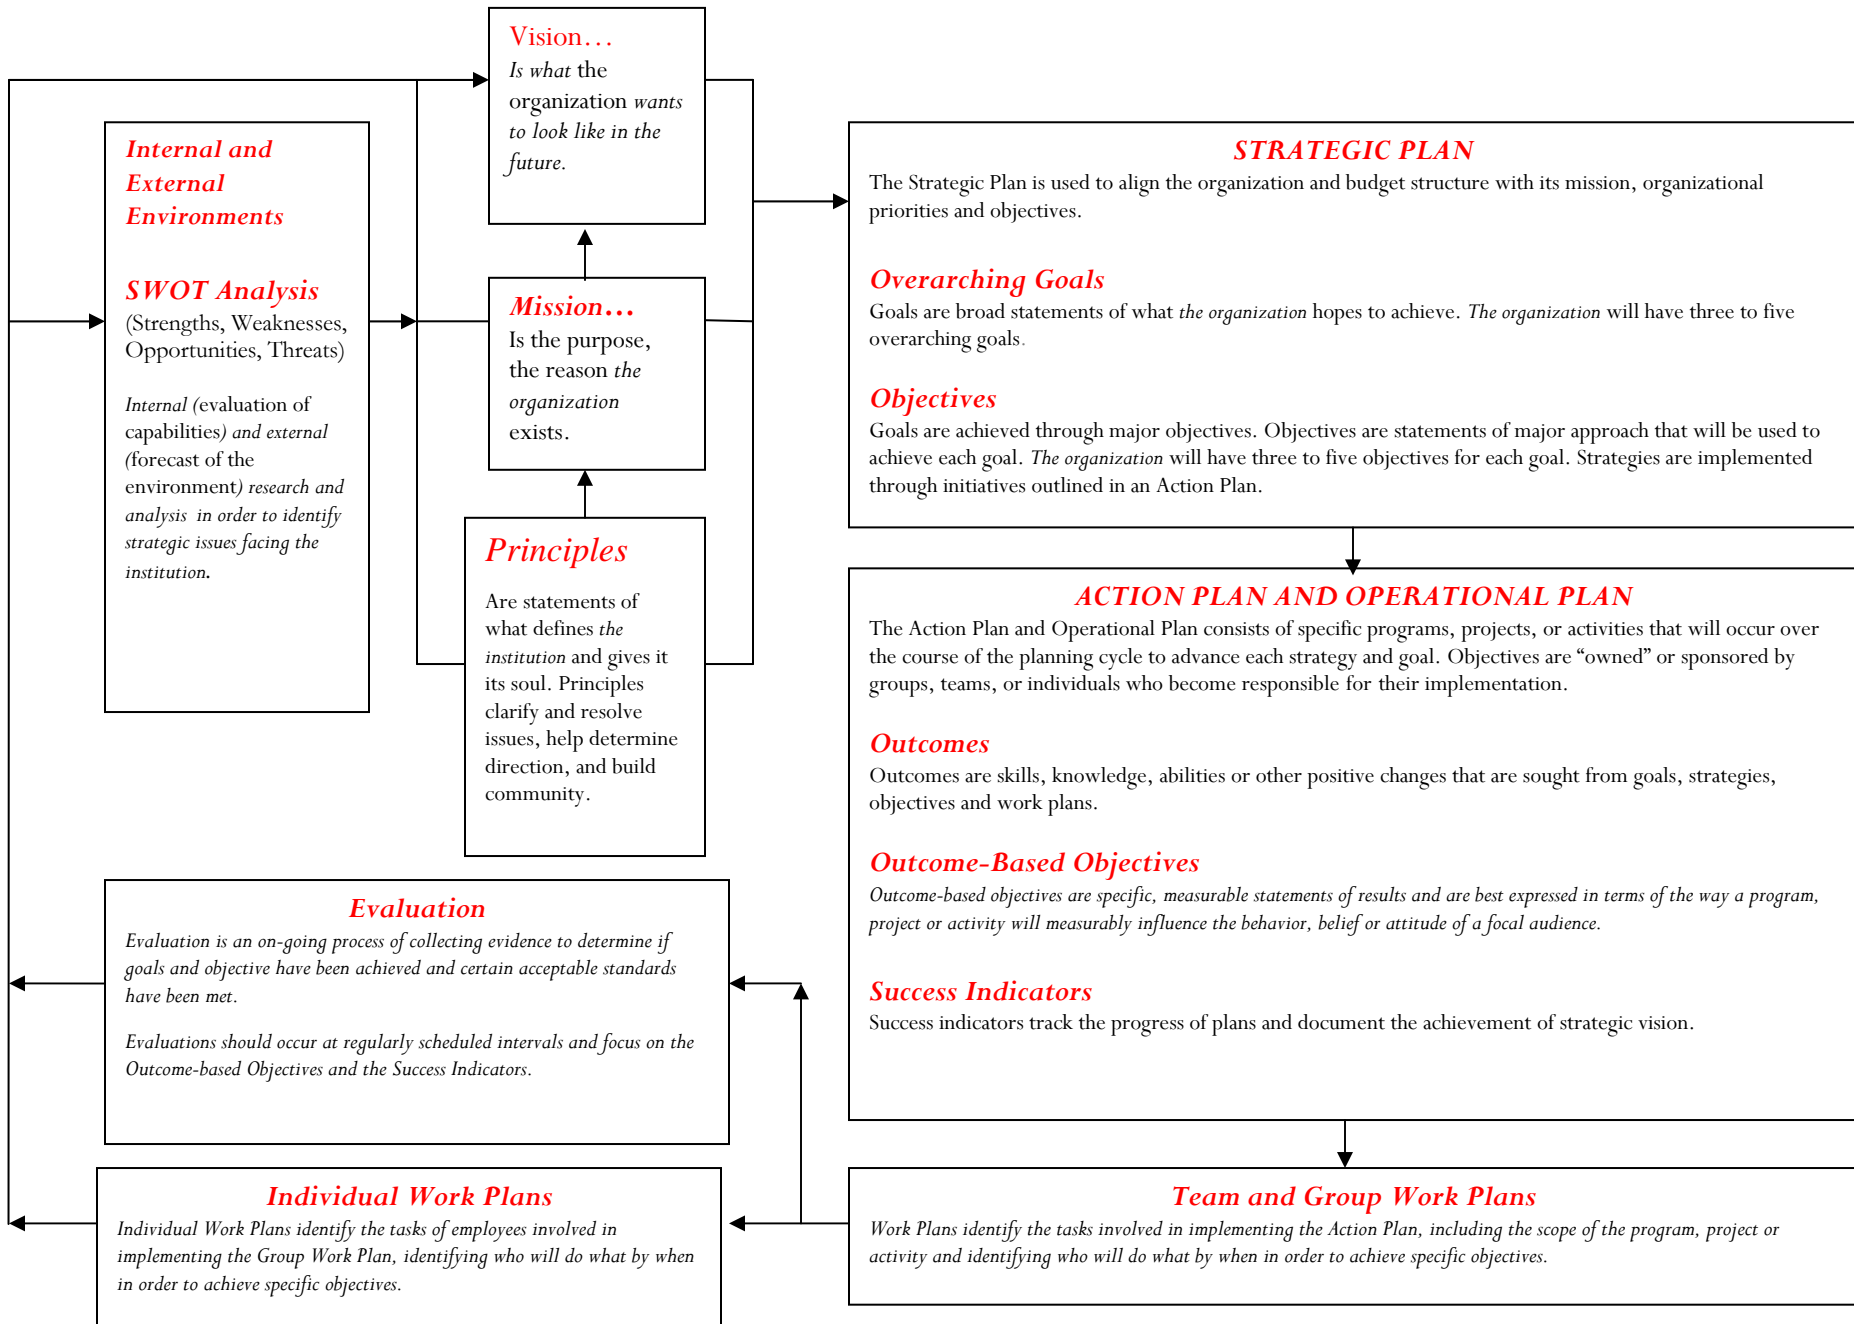 Vision…
Is what the
organization wants
to look like in the
future.
Internal and
External
Environments
SWOT Analysis
(Strengths, Weaknesses,
Opportunities, Threats)
Internal (evaluation of
capabilities) and external
(forecast of the
environment) research and
analysis in order to identify
strategic issues facing the
institution.
Mission…
Is the purpose,
the reason the
organization
exists.
Principles
Are statements of
what defines the
institution and gives it
its soul. Principles
clarify and resolve
issues, help determine
direction, and build
community.
STRATEGIC PLAN
The Strategic Plan is used to align the organization and budget structure with its mission, organizational
priorities and objectives.
Overarching Goals
Goals are broad statements of what the organization hopes to achieve. The organization will have three to five
overarching goals.
Objectives
Goals are achieved through major objectives. Objectives are statements of major approach that will be used to
achieve each goal. The organization will have three to five objectives for each goal. Strategies are implemented
through initiatives outlined in an Action Plan.
ACTION PLAN AND OPERATIONAL PLAN
The Action Plan and Operational Plan consists of specific programs, projects, or activities that will occur over
the course of the planning cycle to advance each strategy and goal. Objectives are “owned” or sponsored by
groups, teams, or individuals who become responsible for their implementation.
Outcomes
Outcomes are skills, knowledge, abilities or other positive changes that are sought from goals, strategies,
objectives and work plans.
Outcome-Based Objectives
Outcome-based objectives are specific, measurable statements of results and are best expressed in terms of the way a program,
project or activity will measurably influence the behavior, belief or attitude of a focal audience.
Success Indicators
Success indicators track the progress of plans and document the achievement of strategic vision.
Evaluation
Evaluation is an on-going process of collecting evidence to determine if
goals and objective have been achieved and certain acceptable standards
have been met.
Evaluations should occur at regularly scheduled intervals and focus on the
Outcome-based Objectives and the Success Indicators.
Individual Work Plans
Individual Work Plans identify the tasks of employees involved in
implementing the Group Work Plan, identifying who will do what by when
in order to achieve specific objectives.
Team and Group Work Plans
Work Plans identify the tasks involved in implementing the Action Plan, including the scope of the program, project or
activity and identifying who will do what by when in order to achieve specific objectives.